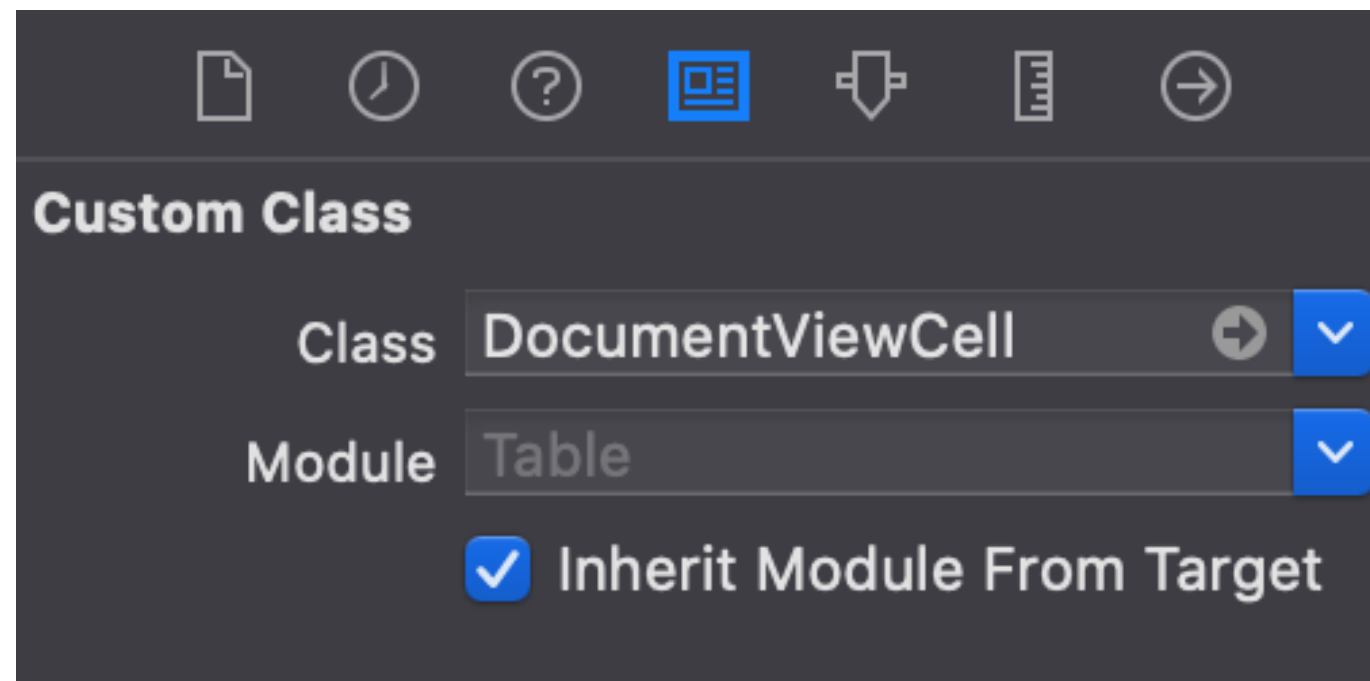 Custom Class
Class DocumentViewCell
Module Table
Inherit Module From Target